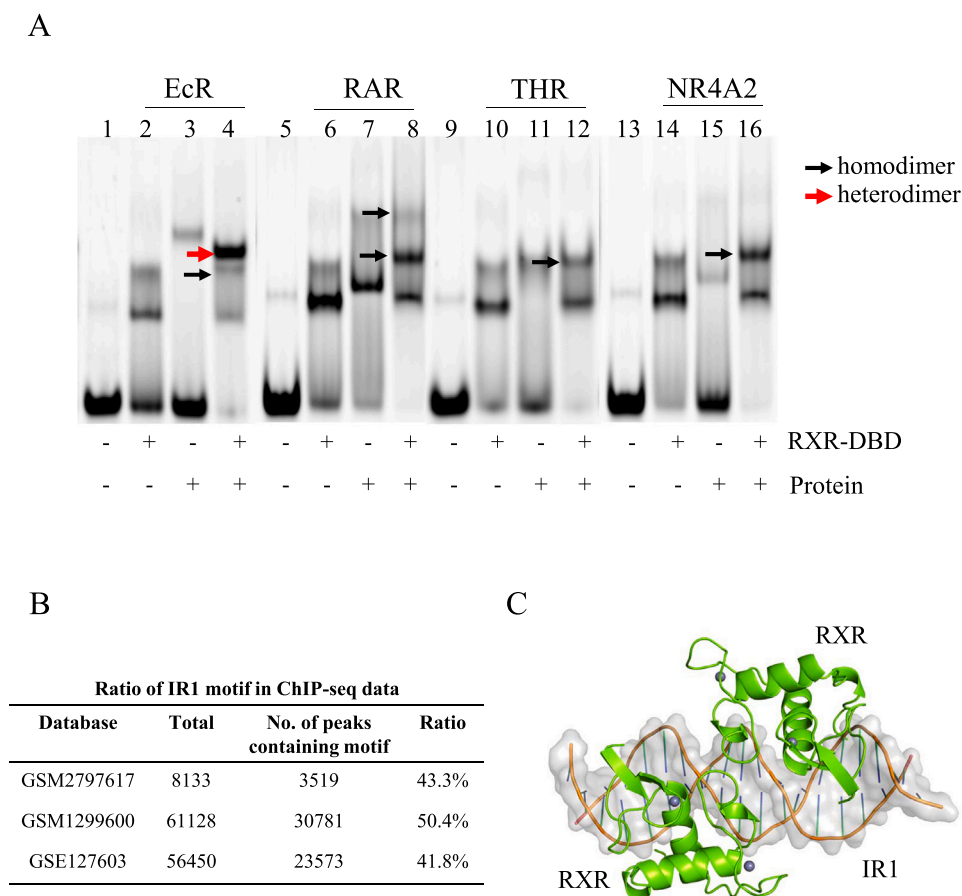 A
EcR RAR THR NR4A2
1 2 3 4 5 6 7 8 9 10 11 12 13 14 15 16
homodimer
heterodimer
- + - + - + - + - + - + - + - + RXR-DBD
- - + + - - + + - - + + - - + + Protein
B
Ratio of IR1 motif in ChIP-seq data
Database Total No. of peaks containing motif Ratio
GSM2797617 8133 3519 43.3%
GSM1299600 61128 30781 50.4%
GSE127603 56450 23573 41.8%
C
RXR
RXR
IR1